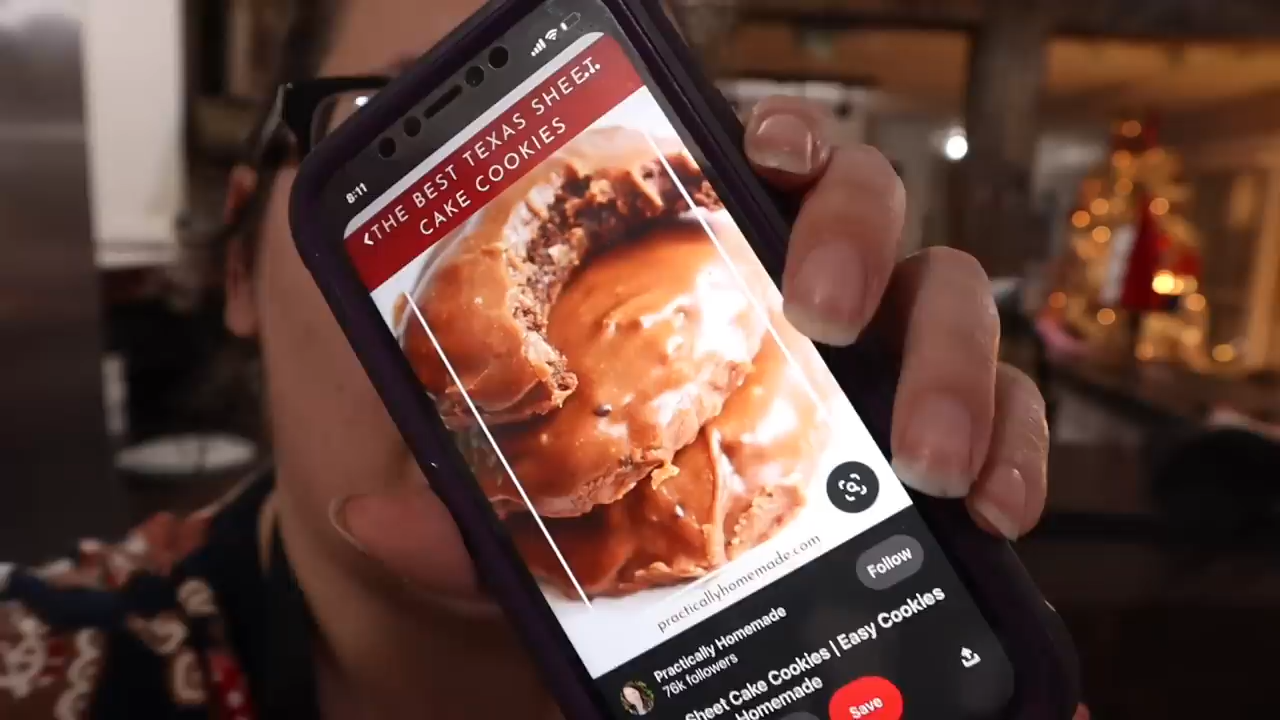 8:11
THE BEST TEXAS SHEET
CAKE COOKIES
practicallyhomemade.com
Follow
Practically Homemade
76k followers
Sheet Cake Cookies | Easy Cookies
Homemade
Save